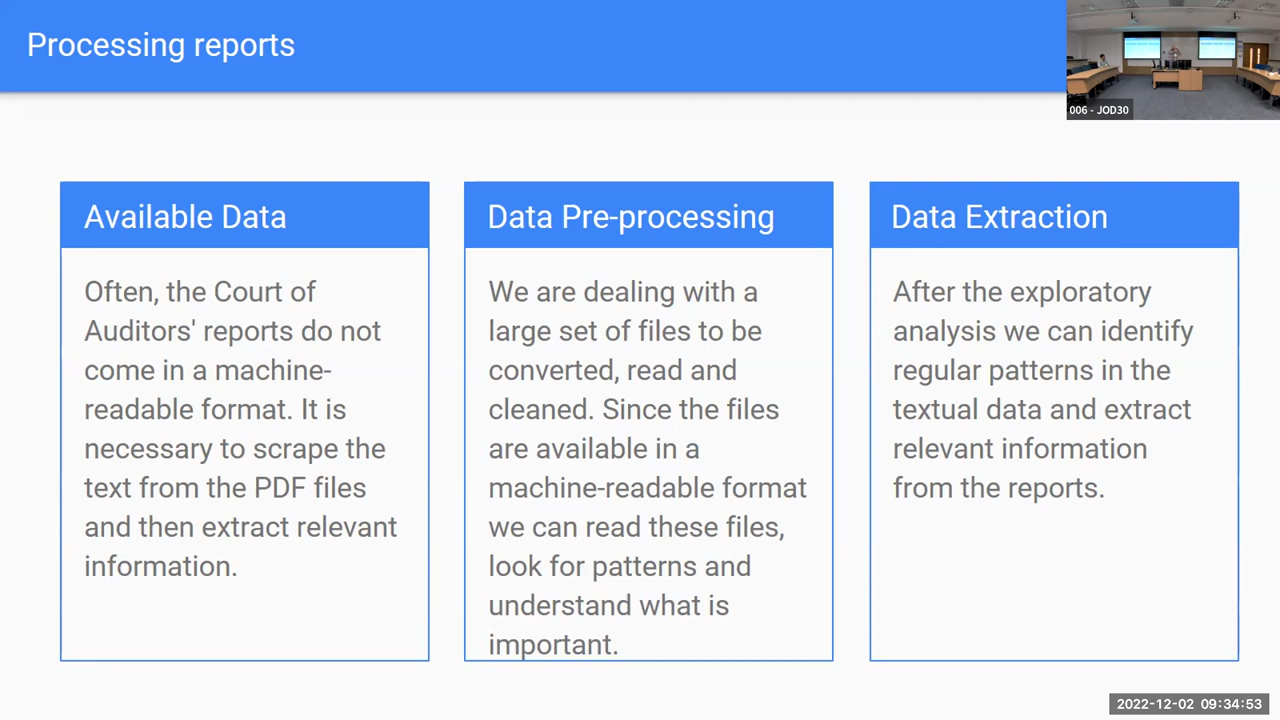 Processing reports
006 - JOD30
Available Data
Often, the Court of
Auditors' reports do not
come in a machine-
readable format. It is
necessary to scrape the
text from the PDF files
and then extract relevant
information.
Data Pre-processing
We are dealing with a
large set of files to be
converted, read and
cleaned. Since the files
are available in a
machine-readable format
we can read these files,
look for patterns and
understand what is
important.
Data Extraction
After the exploratory
analysis we can identify
regular patterns in the
textual data and extract
relevant information
from the reports.
2022-12-02 09:34:53